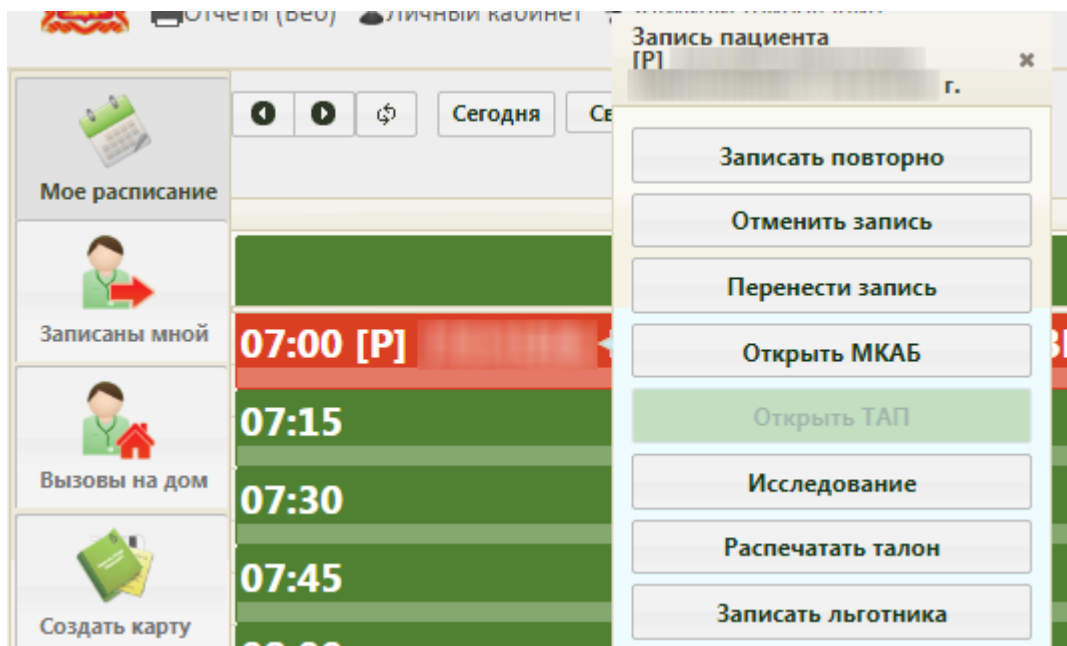 Отчеты (Веб) Личный кабинет
Запись пациента
[P]
г.
Сегодня
Мое расписание
Записаны мной
Вызовы на дом
Создать карту
07:00 [P]
07:15
07:30
07:45
Записать повторно
Отменить запись
Перенести запись
Открыть МКАБ
Открыть ТАП
Исследование
Распечатать талон
Записать льготника